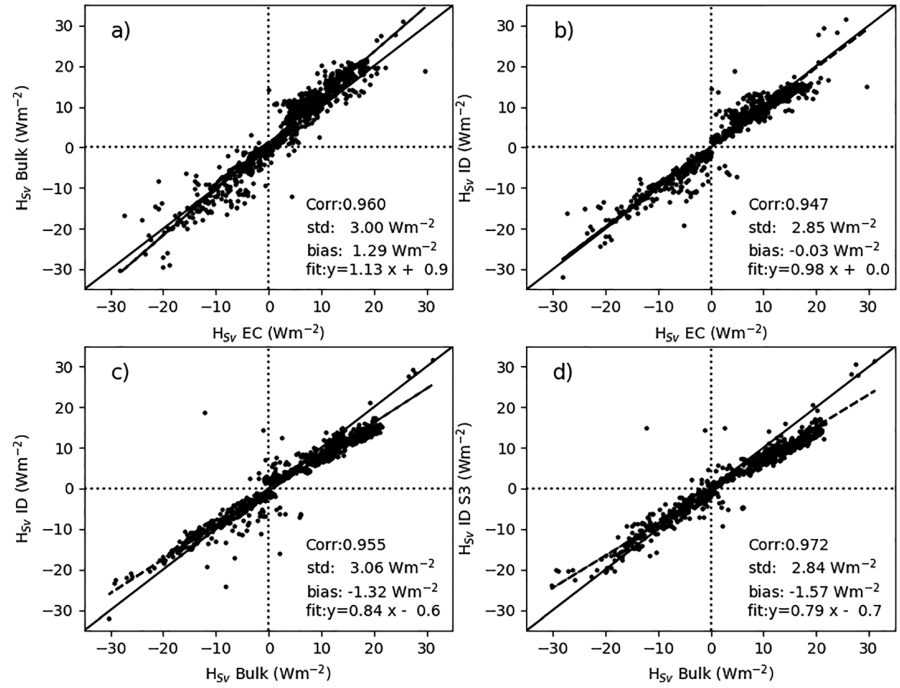 a)
H_Sv Bulk (Wm⁻²)
30
20
10
0
−10
−20
−30
Corr:0.960
std: 3.00 Wm⁻²
bias: 1.29 Wm⁻²
fit:y=1.13 x + 0.9
−30 −20 −10 0 10 20 30
H_Sv EC (Wm⁻²)
b)
H_Sv ID (Wm⁻²)
30
20
10
0
−10
−20
−30
Corr:0.947
std: 2.85 Wm⁻²
bias: -0.03 Wm⁻²
fit:y=0.98 x + 0.0
−30 −20 −10 0 10 20 30
H_Sv EC (Wm⁻²)
c)
H_Sv ID (Wm⁻²)
30
20
10
0
−10
−20
−30
Corr:0.955
std: 3.06 Wm⁻²
bias: -1.32 Wm⁻²
fit:y=0.84 x - 0.6
−30 −20 −10 0 10 20 30
H_Sv Bulk (Wm⁻²)
d)
H_Sv ID S3 (Wm⁻²)
30
20
10
0
−10
−20
−30
Corr:0.972
std: 2.84 Wm⁻²
bias: -1.57 Wm⁻²
fit:y=0.79 x - 0.7
−30 −20 −10 0 10 20 30
H_Sv Bulk (Wm⁻²)